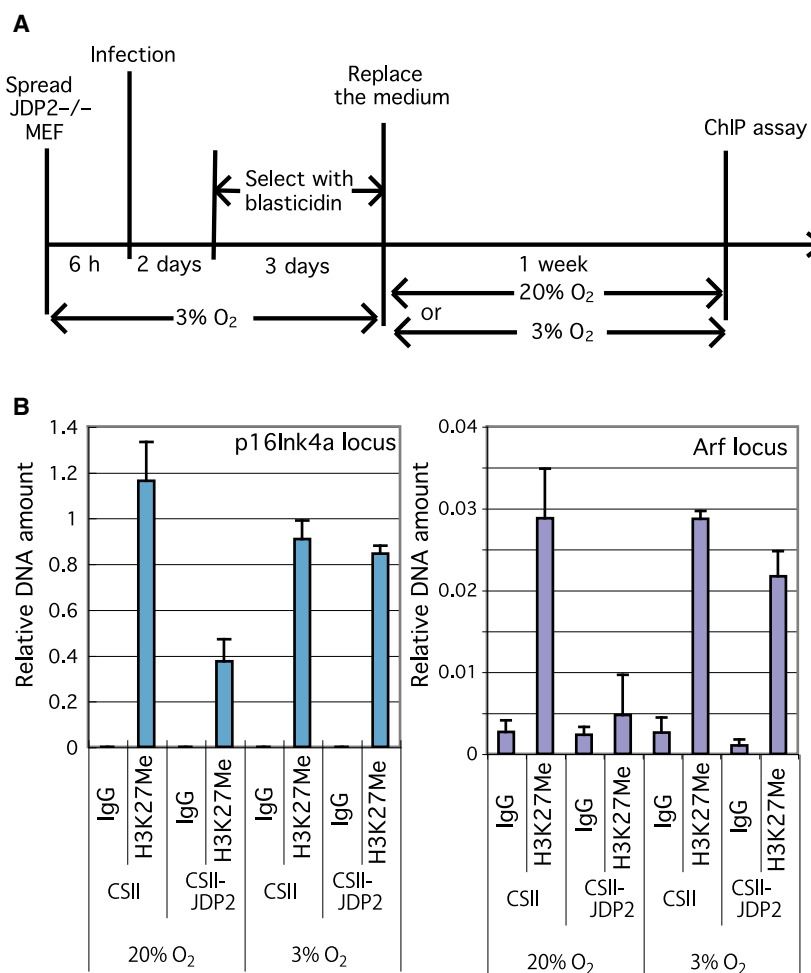 A
Infection
Spread
JDP2−/−
MEF
Replace
the medium
ChIP assay
Select with
blasticidin
6 h
2 days
3 days
1 week
20% O2
3% O2
or
3% O2
B
p16Ink4a locus
Relative DNA amount
1.4
1.2
1
0.8
0.6
0.4
0.2
0
IgG
H3K27Me
IgG
H3K27Me
IgG
H3K27Me
IgG
H3K27Me
CSII
CSII-
JDP2
CSII
CSII-
JDP2
20% O2
3% O2
Arf locus
Relative DNA amount
0.04
0.03
0.02
0.01
0
IgG
H3K27Me
IgG
H3K27Me
IgG
H3K27Me
IgG
H3K27Me
CSII
CSII-
JDP2
CSII
CSII-
JDP2
20% O2
3% O2